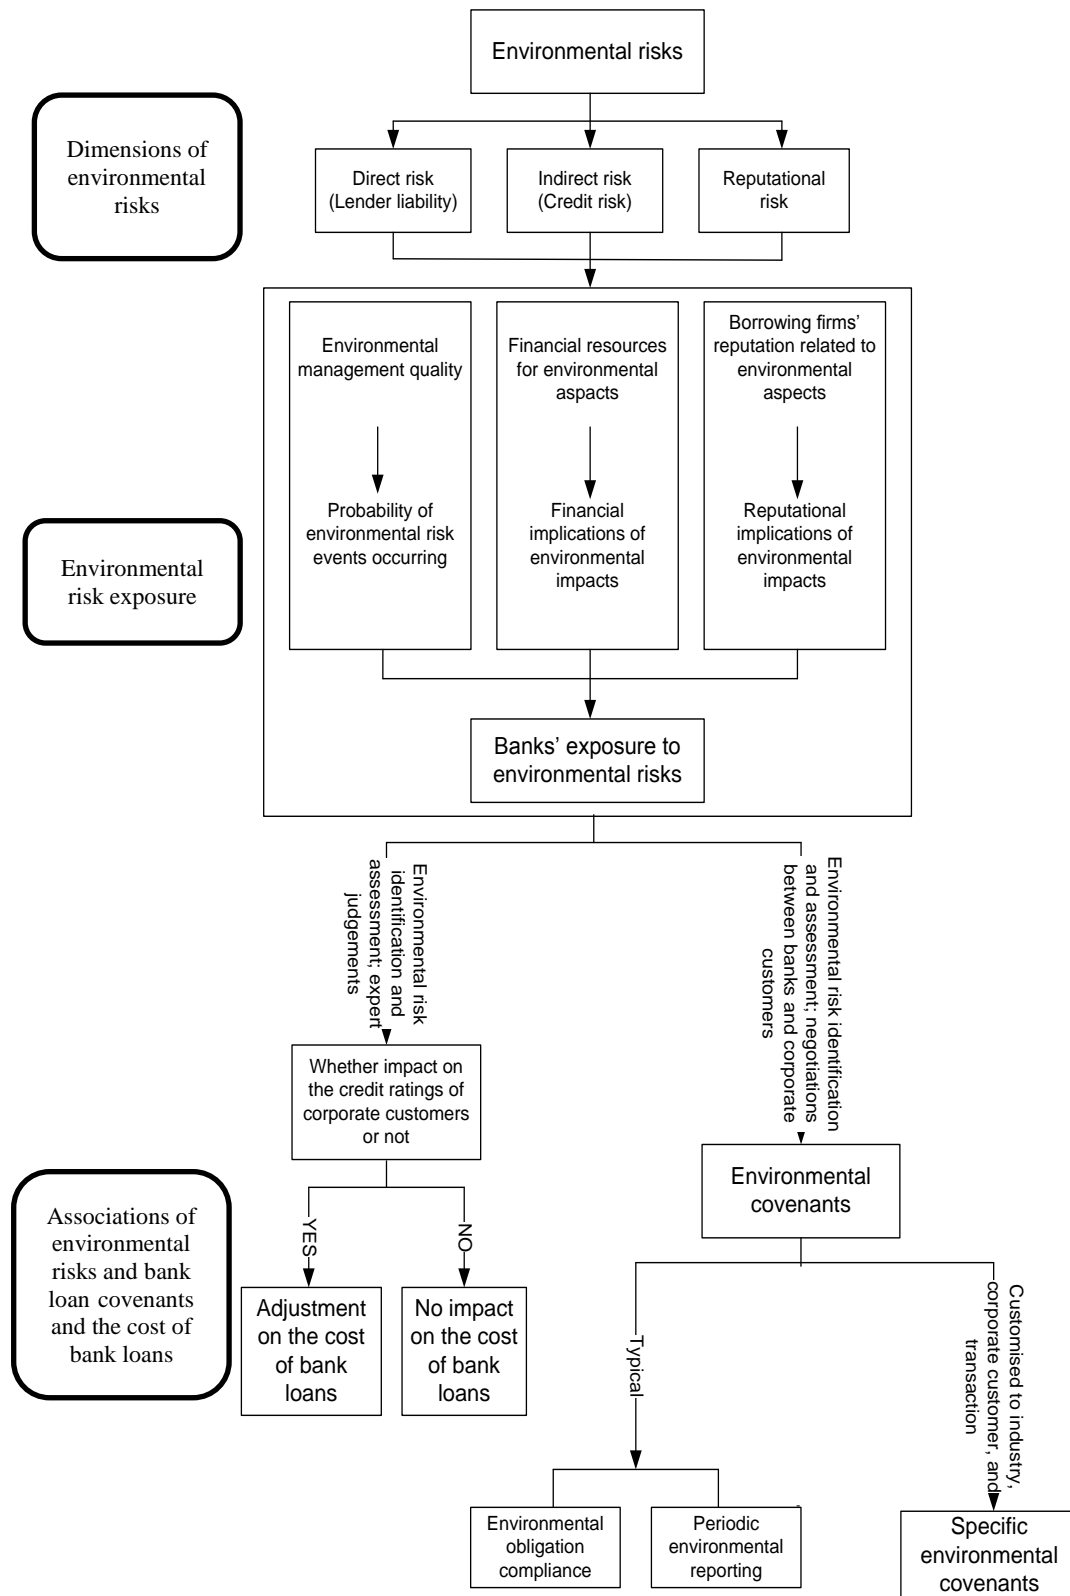 Environmental risks
Dimensions of
environmental
risks
Direct risk
(Lender liability)
Indirect risk
(Credit risk)
Reputational
risk
Environmental
management quality
Financial resources
for environmental
aspacts
Borrowing firms’
reputation related to
environmental
aspects
Probability of
environmental risk
events occurring
Financial
implications of
environmental
impacts
Reputational
implications of
environmental
impacts
Environmental
risk exposure
Banks’ exposure to
environmental risks
Environmental risk
identification and
assessment; expert
judgements
Environmental risk identification
and assessment; negotiations
between banks and corporate
customers
Whether impact on
the credit ratings of
corporate customers
or not
Environmental
covenants
Associations of
environmental
risks and bank
loan covenants
and the cost of
bank loans
YES
NO
Adjustment
on the cost
of bank
loans
No impact
on the cost
of bank
loans
Typical
Customised to industry,
corporate customer, and
transaction
Environmental
obligation
compliance
Periodic
environmental
reporting
Specific
environmental
covenants